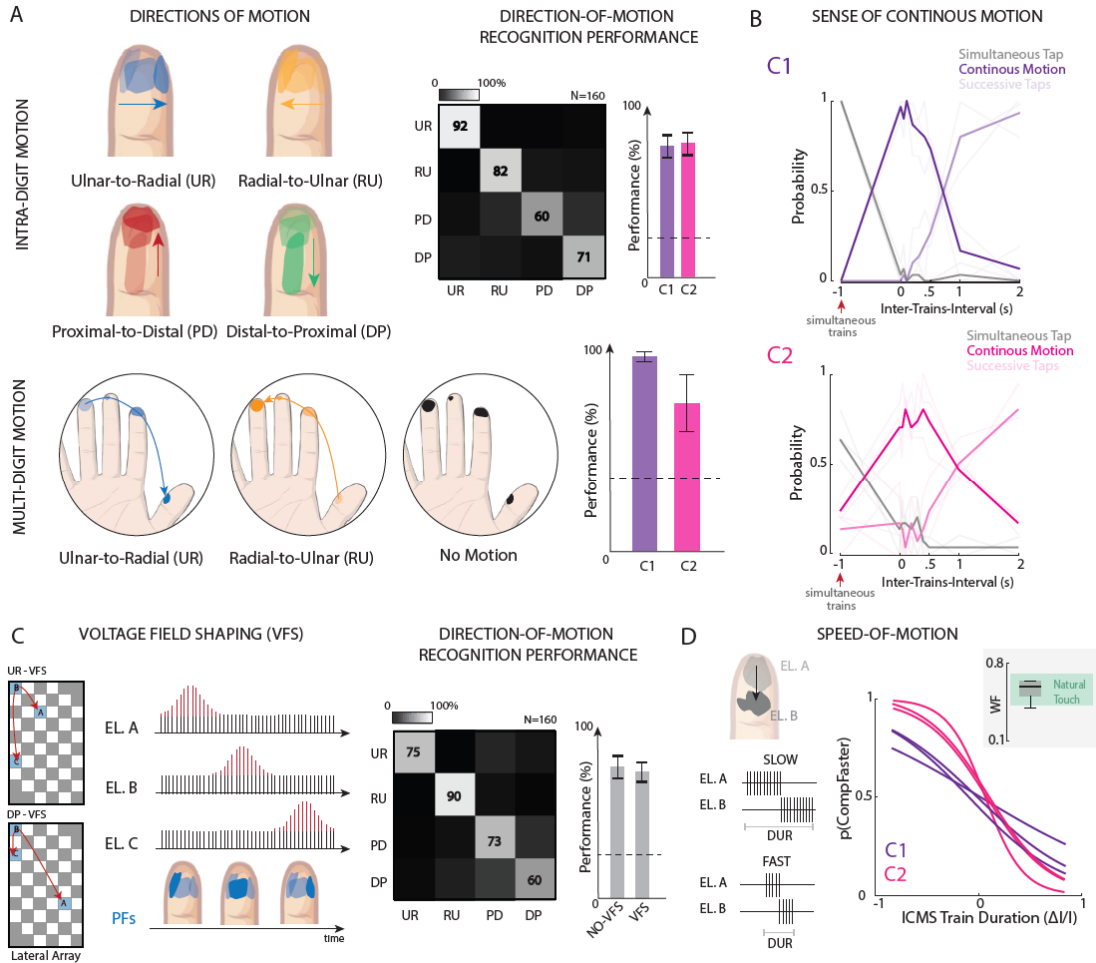 A
DIRECTIONS OF MOTION
DIRECTION-OF-MOTION
RECOGNITION PERFORMANCE
INTRA-DIGIT MOTION
Ulnar-to-Radial (UR)
Radial-to-Ulnar (RU)
Proximal-to-Distal (PD)
Distal-to-Proximal (DP)
100%
N=160
UR
RU
PD
DP
92
82
60
71
UR RU PD DP
100
Performance (%)
0
C1 C2
MULTI-DIGIT MOTION
Ulnar-to-Radial (UR)
Radial-to-Ulnar (RU)
No Motion
100
Performance (%)
0
C1 C2
B
SENSE OF CONTINOUS MOTION
C1
Simultaneous Tap
Continous Motion
Successive Taps
1
0.5
0
Probability
-1 0 .5 1 2
Inter-Trains-Interval (s)
simultaneous
trains
C2
Simultaneous Tap
Continous Motion
Successive Taps
1
0.5
0
Probability
-1 0 .5 1 2
Inter-Trains-Interval (s)
simultaneous
trains
C
VOLTAGE FIELD SHAPING (VFS)
UR - VFS
B
A
C
DP - VFS
B
C
A
Lateral Array
EL. A
EL. B
EL. C
PFs
time
DIRECTION-OF-MOTION
RECOGNITION PERFORMANCE
100%
N=160
UR
RU
PD
DP
75
90
73
60
UR RU PD DP
100
Performance (%)
0
NO-VFS
VFS
D
SPEED-OF-MOTION
EL. A
EL. B
SLOW
EL. A
EL. B
DUR
FAST
EL. A
EL. B
DUR
0.8
WF
0.1
Natural
Touch
1
0.5
0
p(CompFaster)
C1
C2
-1 0 1
ICMS Train Duration (ΔI/I)